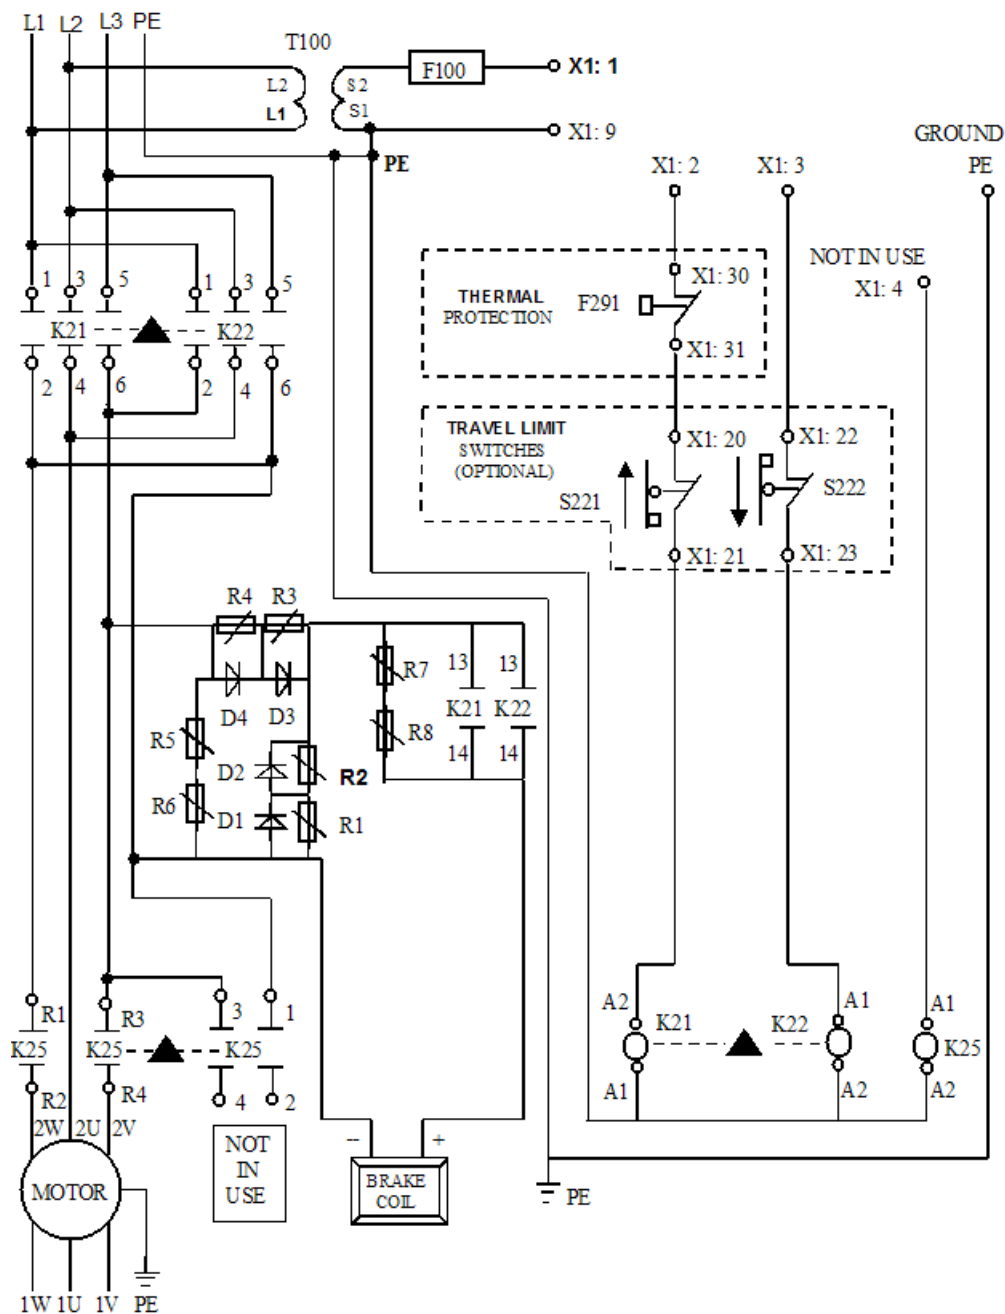 L1 L2 L3 PE
T100
L2 S2 F100 X1: 1
L1 S1
X1: 9
PE
GROUND
PE
X1: 2 X1: 3
NOT IN USE
X1: 4
1 3 5 1 3 5
K21 K22
2 4 6 2 4 6
THERMAL
PROTECTION
F291
X1: 30
X1: 31
TRAVEL LIMIT
SWITCHES
(OPTIONAL)
X1: 20 X1: 22
S221 S222
X1: 21 X1: 23
R4 R3
R7 13 13
D4 D3 K21 K22
R5 R8
D2 R2 14 14
R6
D1 R1
R1 R3 3 1
K25 K25 K25
R2 R4 4 2
2W 2U 2V
MOTOR
NOT
IN
USE
-- +
BRAKE
COIL
A2 A1 A1
K21 K22 K25
A1 A2 A2
PE
1W 1U 1V PE